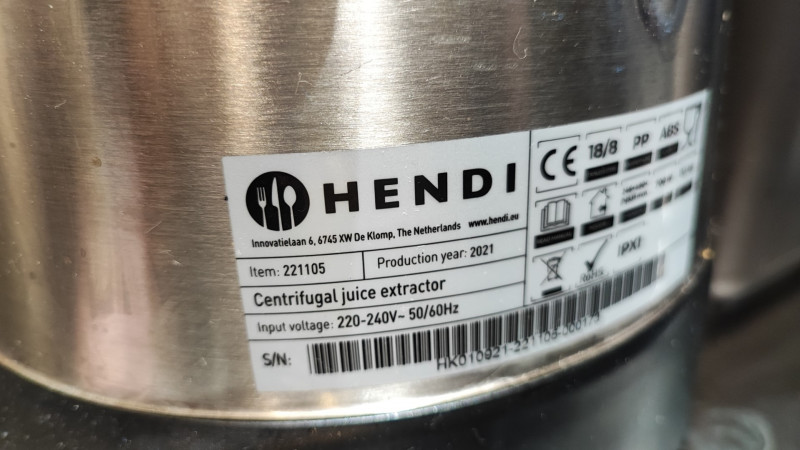 HENDI
Innovatielaan 6, 6745 XW De Klomp, The Netherlands www.hendi.eu
Item: 221105
Production year: 2021
Centrifugal juice extractor
Input voltage: 220-240V~ 50/60Hz
S/N:
CE
18/8
PP
ABS
IPX1